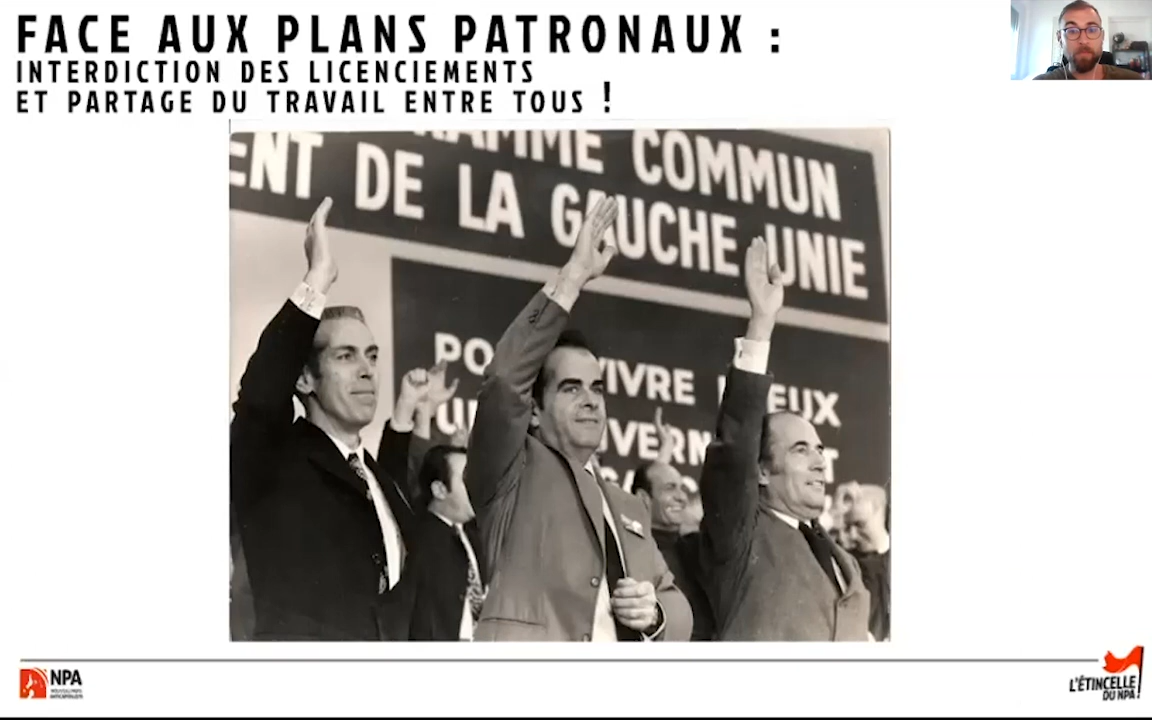 FACE AUX PLANS PATRONAUX :
INTERDICTION DES LICENCIEMENTS
ET PARTAGE DU TRAVAIL ENTRE TOUS !
COMMUN
DE LA GAUCHE UNIE
VIVRE
NPA
L'ÉTINCELLE
DU NPA!